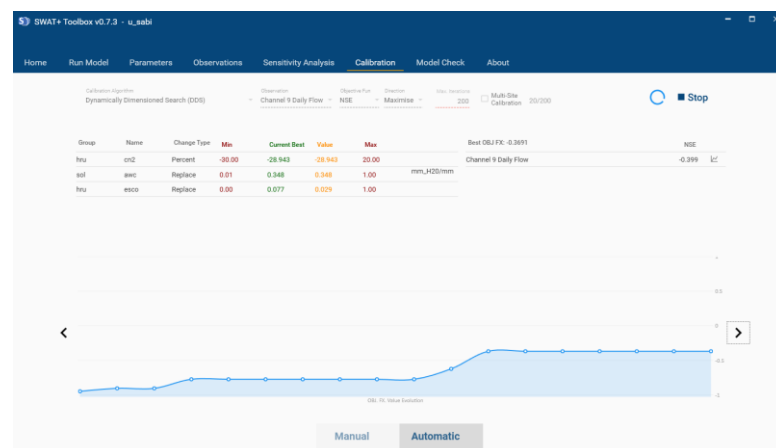 SWAT+ Toolbox v0.7.3 - u_sabi
Home Run Model Parameters Observations Sensitivity Analysis Calibration Model Check About
Calibration Algorithm Observation Objective Fun Direction Max. Iterations
Dynamically Dimensioned Search (DDS) Channel 9 Daily Flow NSE Maximise 200 Multi-Site Calibration 20/200 Stop
Group Name Change Type Min Current Best Value Max Best OBJ FX: -0.3691 NSE
hru cn2 Percent -30.00 -28.943 -28.943 20.00 Channel 9 Daily Flow -0.399
sol awc Replace 0.01 0.348 0.348 1.00 mm_H20/mm
hru esco Replace 0.00 0.077 0.029 1.00
0.5
0
-0.5
-1
OBJ. FX. Value Evolution
Manual Automatic